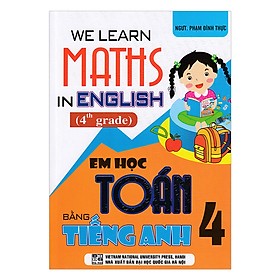 NGƯT. PHẠM ĐÌNH THỰC
WE LEARN
MATHS
IN ENGLISH
(4th grade)
EM HỌC
TOÁN
BẰNG
TIẾNG ANH 4
VIETNAM NATIONAL UNIVERSITY PRESS, HANOI
NHÀ XUẤT BẢN ĐẠI HỌC QUỐC GIA HÀ NỘI